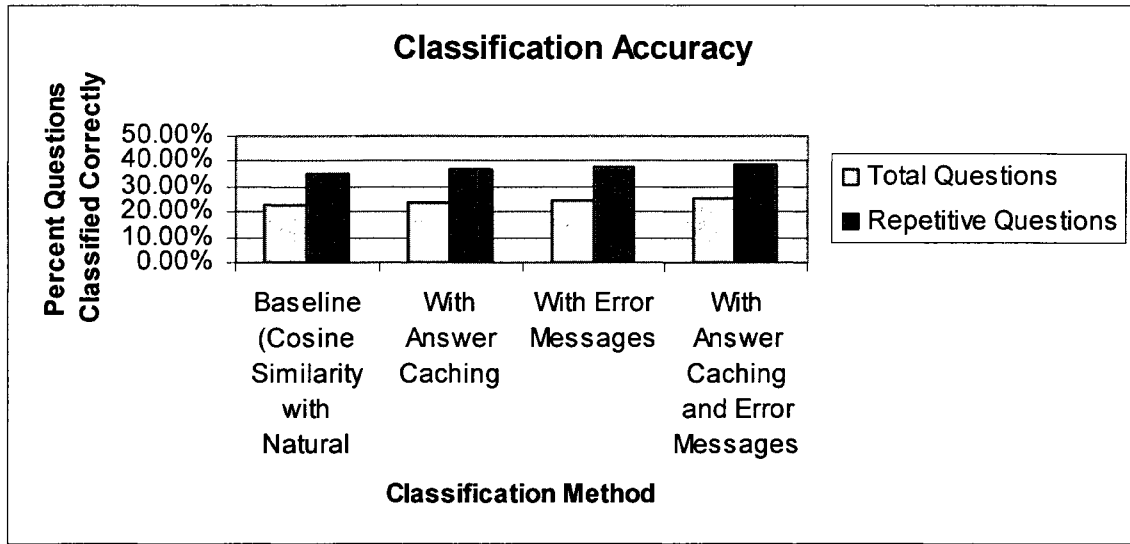 Classification Accuracy
Percent Questions
Classified Correctly
50.00%
40.00%
30.00%
20.00%
10.00%
0.00%
Baseline
(Cosine
Similarity
with
Natural
With
Answer
Caching
With Error
Messages
With
Answer
Caching
and Error
Messages
Classification Method
Total Questions
Repetitive Questions